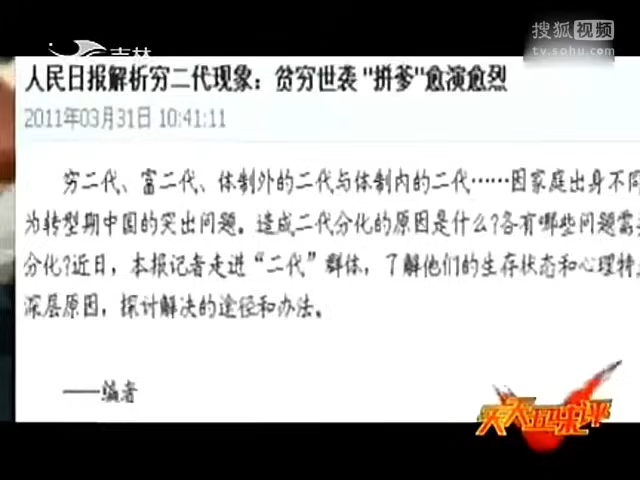 吉林
搜狐视频
tv.sohu.com
人民日报解析穷二代现象：贫穷世袭 "拼爹"愈演愈烈
2011年03月31日 10:41:11
穷二代、富二代、体制外的二代与体制内的二代……因家庭出身不同
为转型期中国的突出问题。造成二代分化的原因是什么?各有哪些问题需
分化?近日，本报记者走进“二代”群体，了解他们的生存状态和心理特
深层原因，探讨解决的途径和办法。
——编者
天天来评